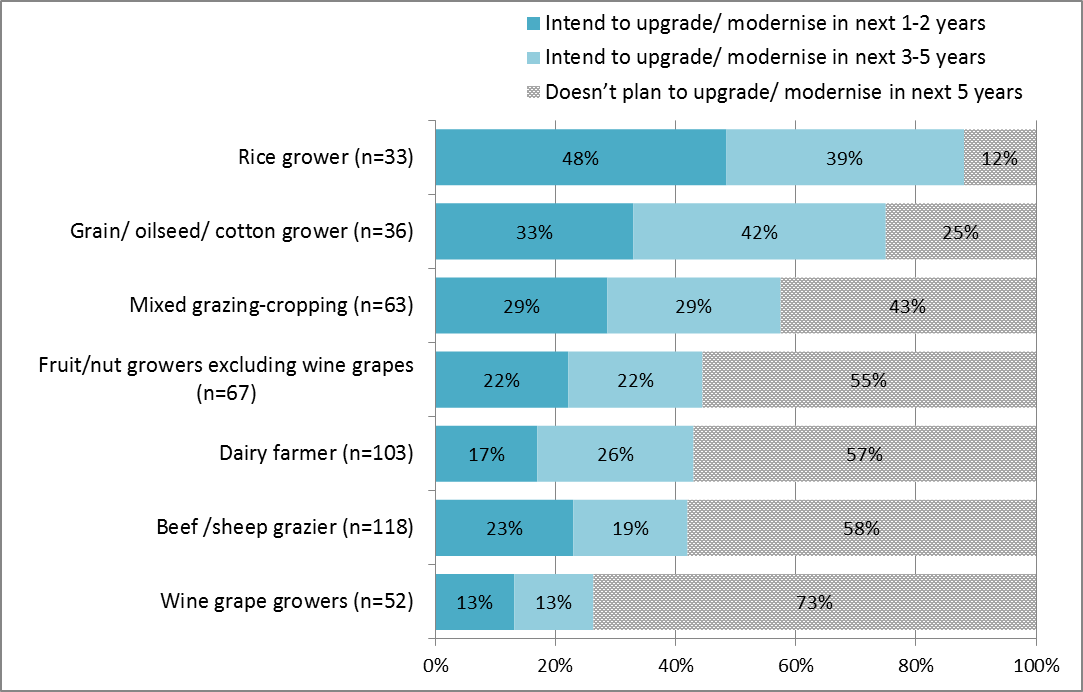 Intend to upgrade/ modernise in next 1-2 years
Intend to upgrade/ modernise in next 3-5 years
Doesn't plan to upgrade/ modernise in next 5 years
Rice grower (n=33)
48%
39%
12%
Grain/ oilseed/ cotton grower (n=36)
33%
42%
25%
Mixed grazing-cropping (n=63)
29%
29%
43%
Fruit/nut growers excluding wine grapes
(n=67)
22%
22%
55%
Dairy farmer (n=103)
17%
26%
57%
Beef /sheep grazier (n=118)
23%
19%
58%
Wine grape growers (n=52)
13%
13%
73%
0%
20%
40%
60%
80%
100%